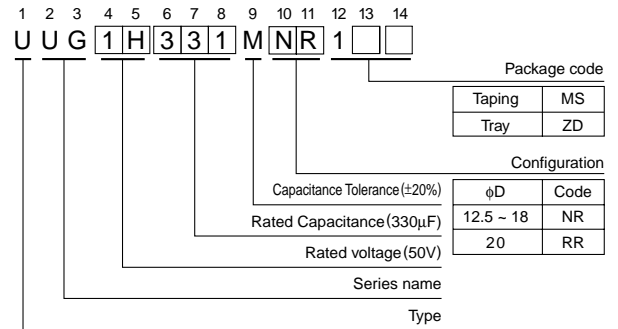 1 2 3 4 5 6 7 8 9 10 11 12 13 14
U U G 1 H 3 3 1 M N R 1
Package code
Taping MS
Tray ZD
Configuration
Capacitance Tolerance (±20%)
φD Code
Rated Capacitance (330μF)
12.5 ~ 18 NR
20 RR
Rated voltage (50V)
Series name
Type